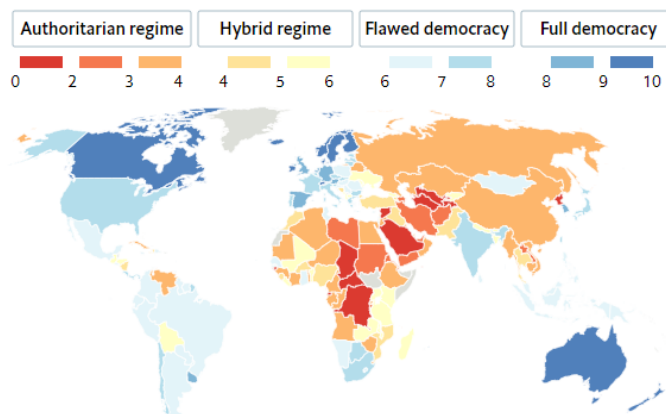 Authoritarian regime Hybrid regime Flawed democracy Full democracy
0 2 3 4 4 5 6 6 7 8 8 9 10